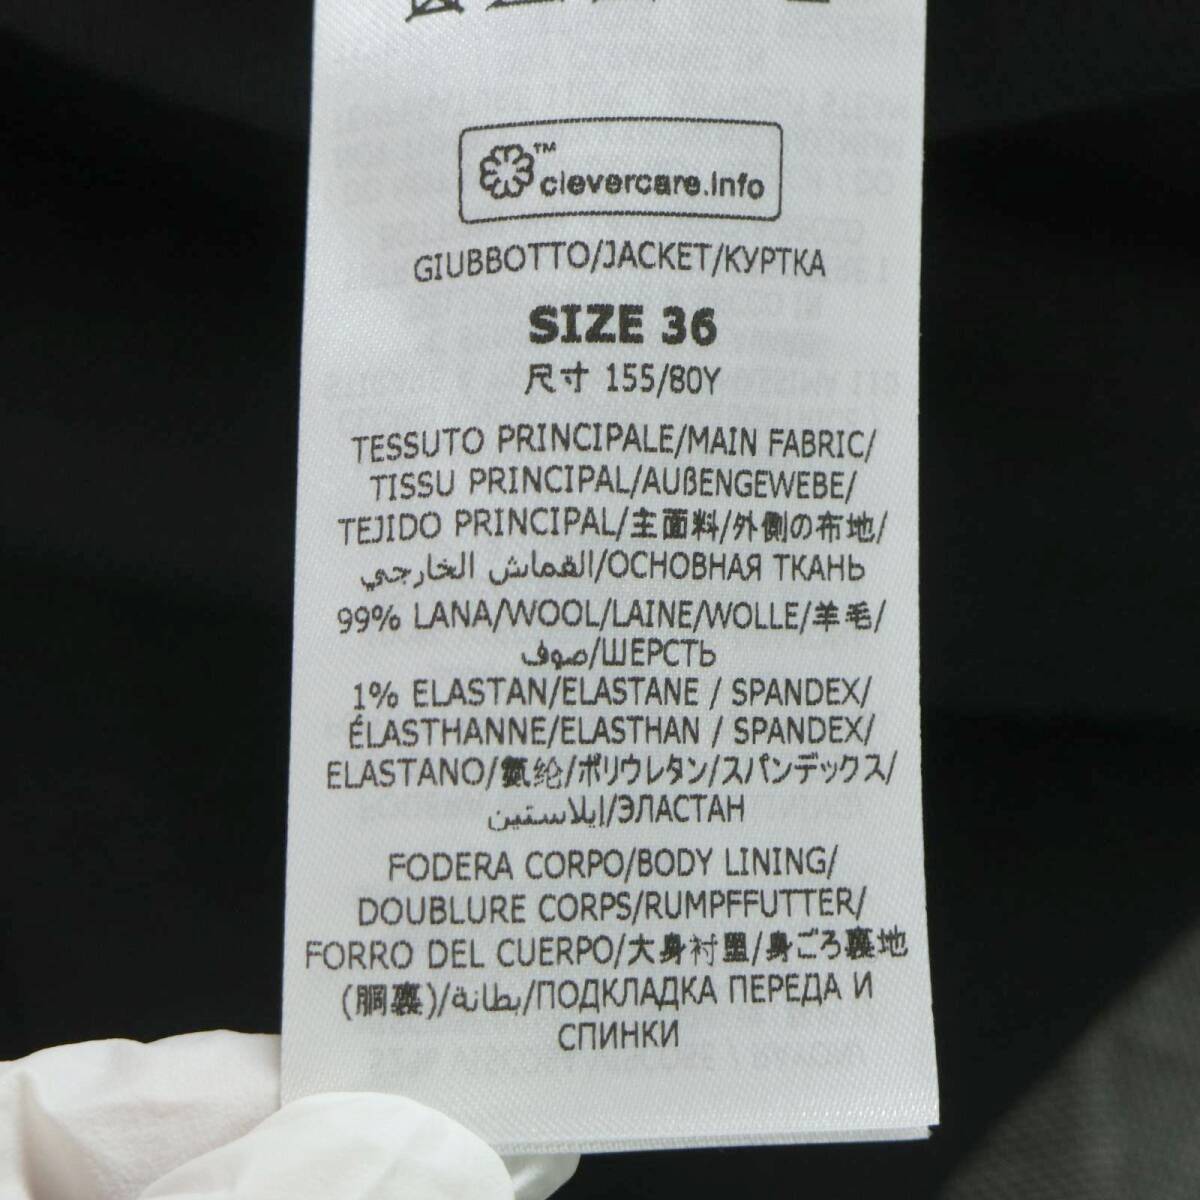 ™
clevercare.info
GIUBBOTTO/JACKET/КУРТКА
SIZE 36
尺寸 155/80Y
TESSUTO PRINCIPALE/MAIN FABRIC/
TISSU PRINCIPAL/AUßENGEWEBE/
TEJIDO PRINCIPAL/主面料/外側の布地/
القماش الخارجي/ОСНОВНАЯ ТКАНЬ
99% LANA/WOOL/LAINE/WOLLE/羊毛/
صوف/ШЕРСТЬ
1% ELASTAN/ELASTANE / SPANDEX/
ÉLASTHANNE/ELASTHAN / SPANDEX/
ELASTANO/氨纶/ポリウレタン/スパンデックス/
إيلاستين/ЭЛАСТАН
FODERA CORPO/BODY LINING/
DOUBLURE CORPS/RUMPFFUTTER/
FORRO DEL CUERPO/大身衬里/身ごろ裏地
(胴裏)/بطانة/ПОДКЛАДКА ПЕРЕДА И
СПИНКИ